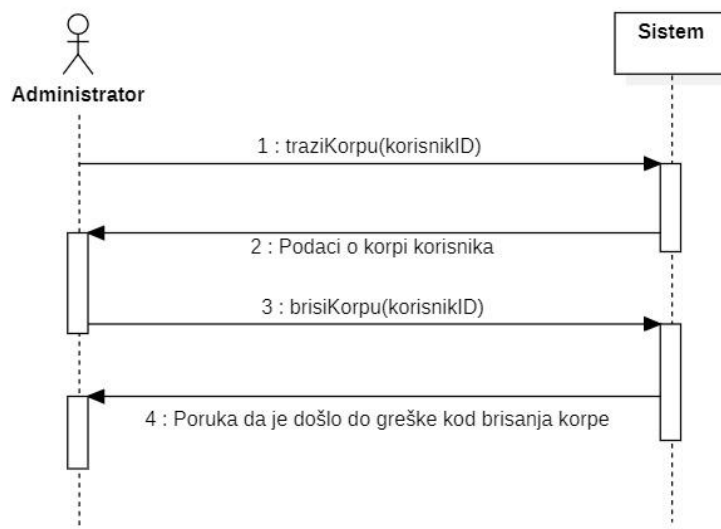 Sistem
Administrator
1 : traziKorpu(korisnikID)
2 : Podaci o korpi korisnika
3 : brisiKorpu(korisnikID)
4 : Poruka da je došlo do greške kod brisanja korpe